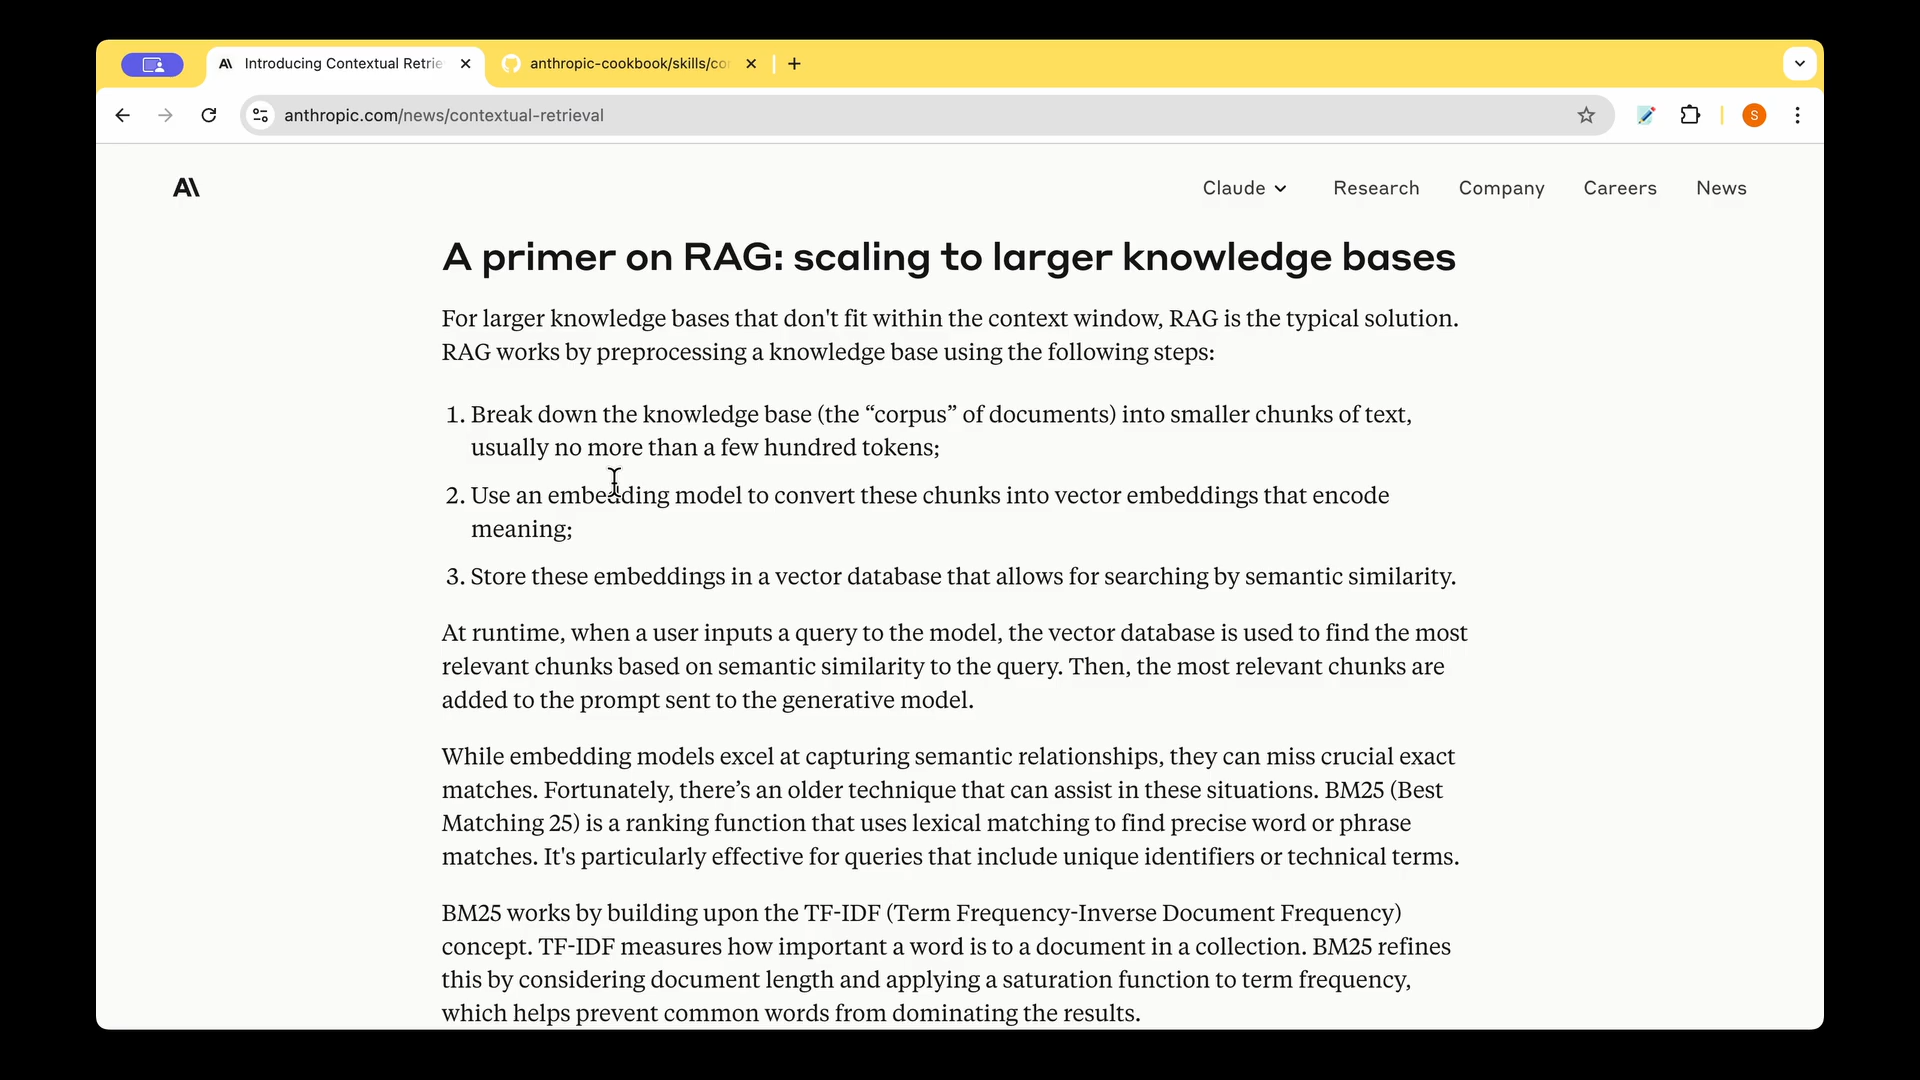 Introducing Contextual Retrie
anthropic-cookbook/skills/co
anthropic.com/news/contextual-retrieval
S
A\
Claude
Research
Company
Careers
News
A primer on RAG: scaling to larger knowledge bases
For larger knowledge bases that don't fit within the context window, RAG is the typical solution.
RAG works by preprocessing a knowledge base using the following steps:
1. Break down the knowledge base (the “corpus” of documents) into smaller chunks of text,
usually no more than a few hundred tokens;
2. Use an embedding model to convert these chunks into vector embeddings that encode
meaning;
3. Store these embeddings in a vector database that allows for searching by semantic similarity.
At runtime, when a user inputs a query to the model, the vector database is used to find the most
relevant chunks based on semantic similarity to the query. Then, the most relevant chunks are
added to the prompt sent to the generative model.
While embedding models excel at capturing semantic relationships, they can miss crucial exact
matches. Fortunately, there’s an older technique that can assist in these situations. BM25 (Best
Matching 25) is a ranking function that uses lexical matching to find precise word or phrase
matches. It's particularly effective for queries that include unique identifiers or technical terms.
BM25 works by building upon the TF-IDF (Term Frequency-Inverse Document Frequency)
concept. TF-IDF measures how important a word is to a document in a collection. BM25 refines
this by considering document length and applying a saturation function to term frequency,
which helps prevent common words from dominating the results.